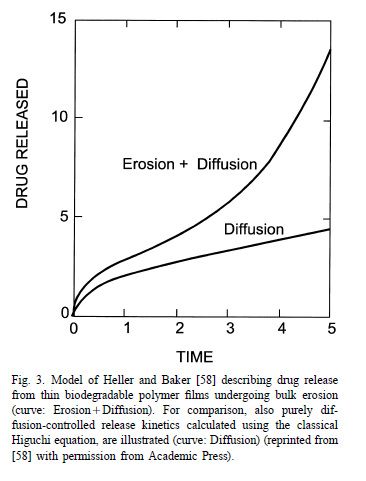 15
10
5
0
DRUG RELEASED
Erosion + Diffusion
Diffusion
0 1 2 3 4 5
TIME
Fig. 3. Model of Heller and Baker [58] describing drug release
from thin biodegradable polymer films undergoing bulk erosion
(curve: Erosion+Diffusion). For comparison, also purely dif-
fusion-controlled release kinetics calculated using the classical
Higuchi equation, are illustrated (curve: Diffusion) (reprinted from
[58] with permission from Academic Press).